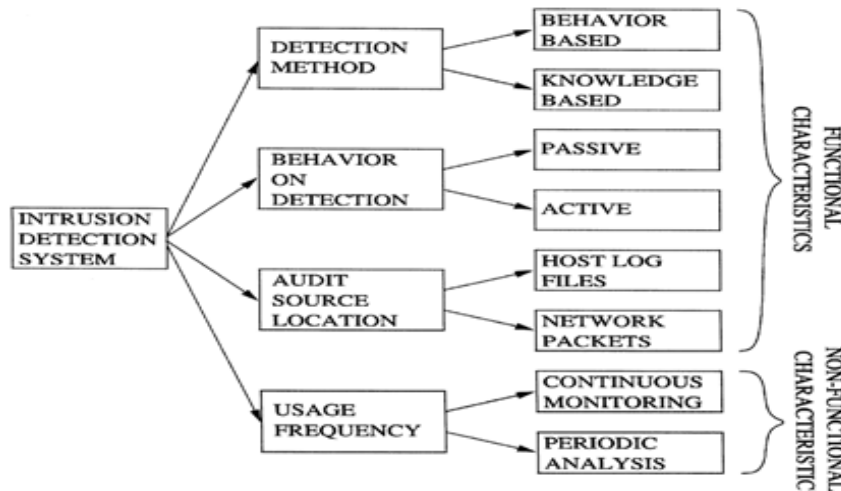 INTRUSION
DETECTION
SYSTEM
DETECTION
METHOD
BEHAVIOR
ON
DETECTION
AUDIT
SOURCE
LOCATION
USAGE
FREQUENCY
BEHAVIOR
BASED
KNOWLEDGE
BASED
PASSIVE
ACTIVE
HOST LOG
FILES
NETWORK
PACKETS
CONTINUOUS
MONITORING
PERIODIC
ANALYSIS
FUNCTIONAL
CHARACTERISTICS
NON-FUNCTIONAL
CHARACTERISTIC